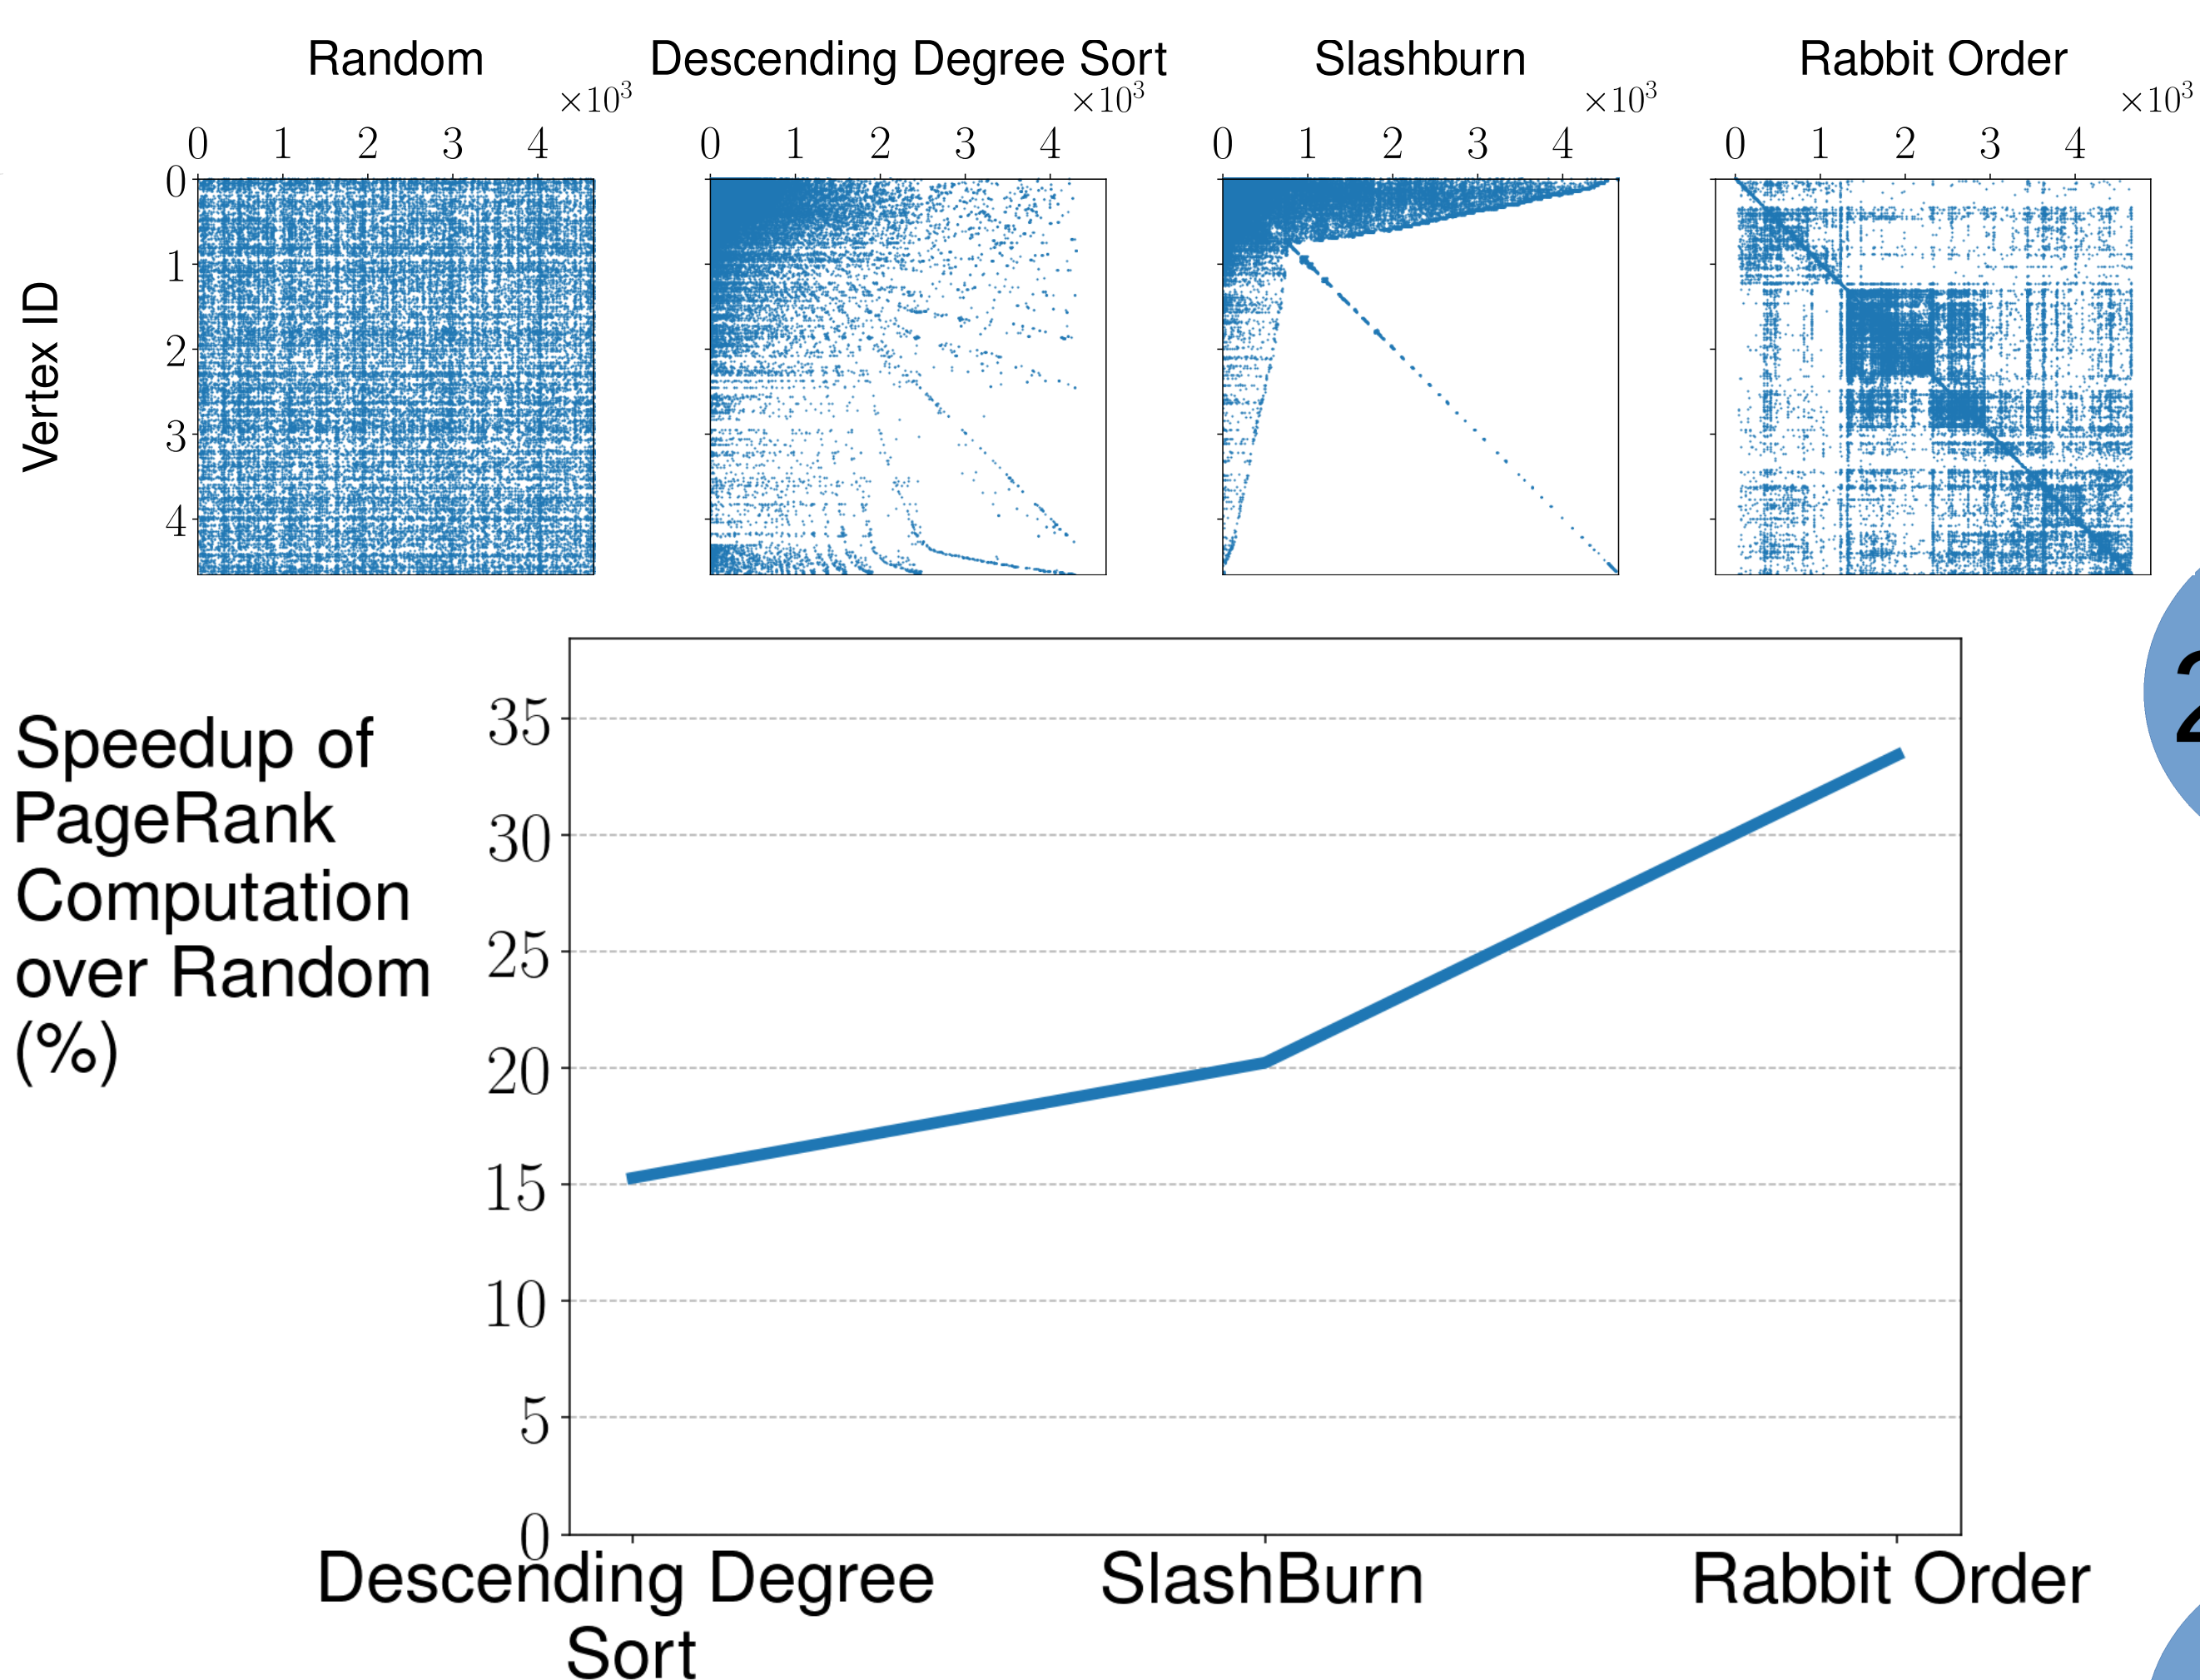 Random Descending Degree Sort Slashburn Rabbit Order
×10³ ×10³ ×10³ ×10³
0 1 2 3 4 0 1 2 3 4 0 1 2 3 4 0 1 2 3 4
0
1
2
3
4
Vertex ID
Speedup of
PageRank
Computation
over Random
(%)
35
30
25
20
15
10
5
0
Descending Degree
Sort
SlashBurn
Rabbit Order